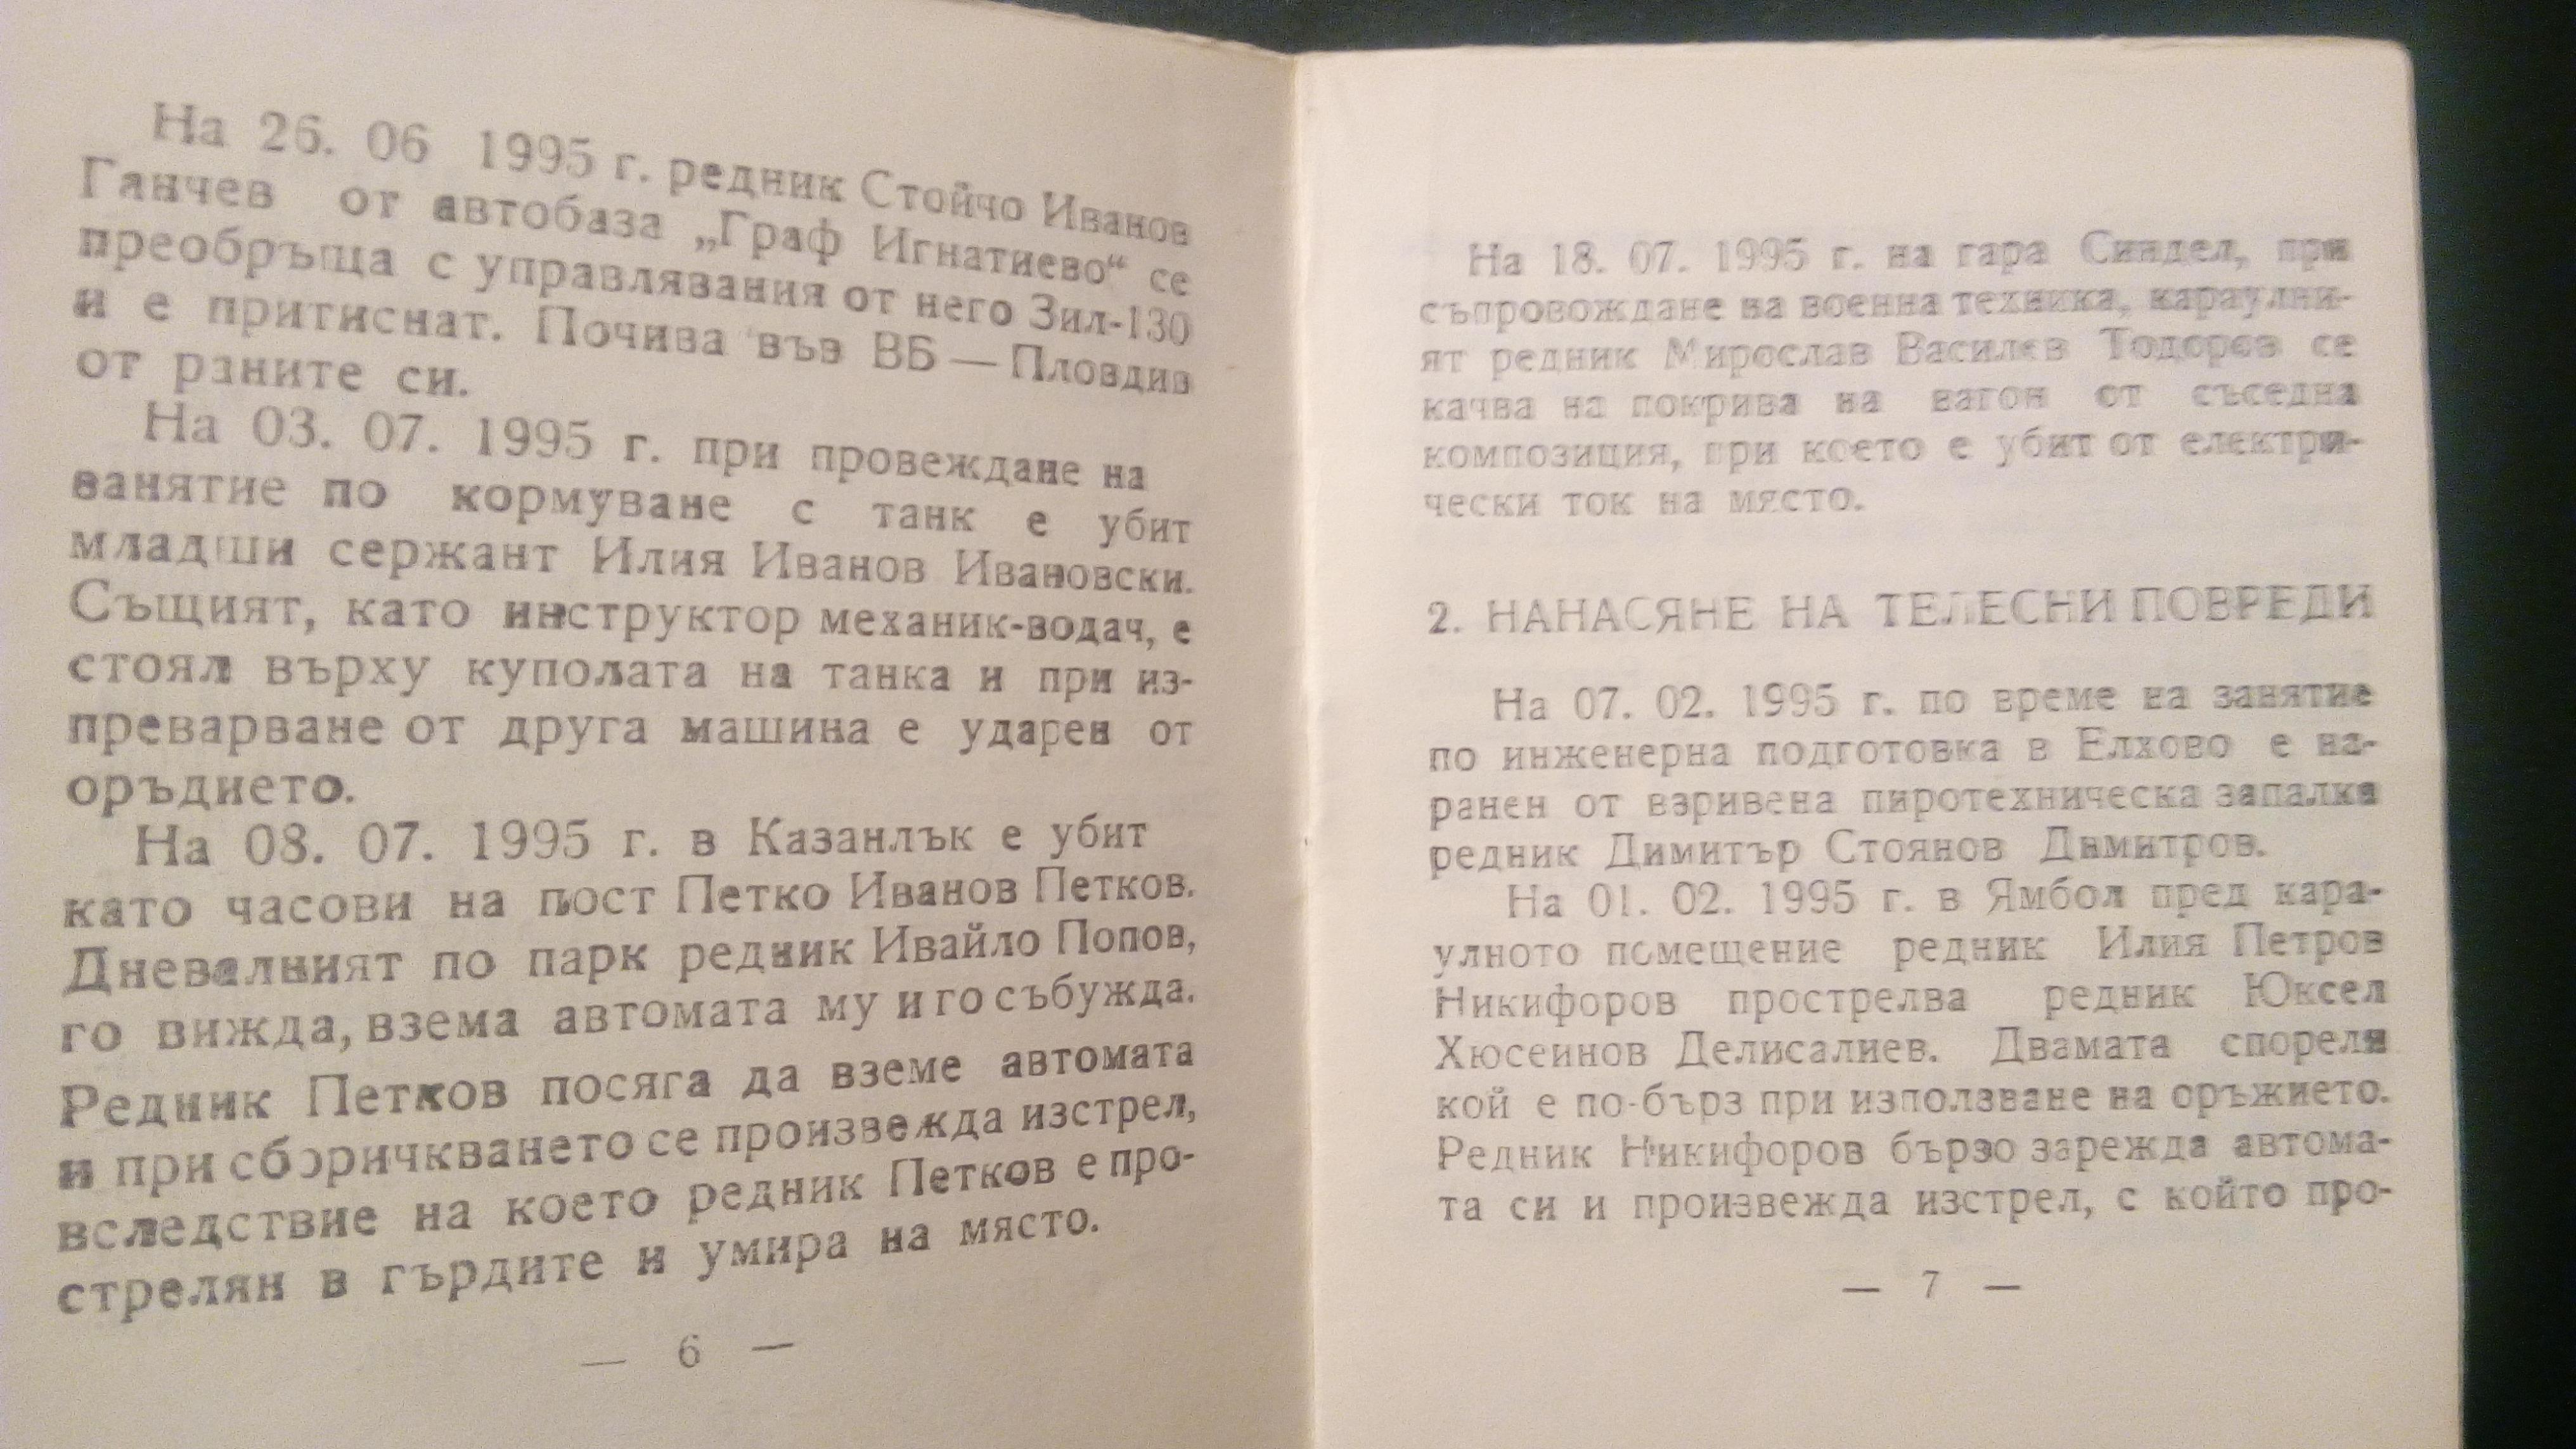 На 26. 06 1995 г. редник Стойчо Иванов
Ганчев от автобаза „Граф Игнатиево“ се
преобръща с управлявания от него Зил-130
и е притиснат. Почива във ВБ — Пловдив
от раните си.
На 03. 07. 1995 г. при провеждане на
занятие по кормуване с танк е убит
младши сержант Илия Иванов Ивановски.
Същият, като инструктор механик-водач, е
стоял върху куполата на танка и при из-
преварване от друга машина е ударен от
оръдието.
На 08. 07. 1995 г. в Казанлък е убит
като часови на пост Петко Иванов Петков.
Дневалният по парк редник Ивайло Попов,
го вижда, взема автомата му и го събужда.
Редник Петков посяга да вземе автомата
и при сборичкването се произвежда изстрел,
вследствие на което редник Петков е про-
стрелян в гърдите и умира на място.
— 6 —
На 18. 07. 1995 г. на гара Синдел, при
съпровождане на военна техника, караулни-
ят редник Мирослав Василев Тодоров се
качва на покрива на вагон от съседна
композиция, при което е убит от електри-
чески ток на място.
2. НАНАСЯНЕ НА ТЕЛЕСНИ ПОВРЕДИ
На 07. 02. 1995 г. по време на занятие
по инженерна подготовка в Елхово е на-
ранен от взривена пиротехническа запалка
редник Димитър Стоянов Димитров.
На 01. 02. 1995 г. в Ямбол пред кара-
улното помещение редник Илия Петров
Никифоров прострелва редник Юксел
Хюсеинов Делисалиев. Двамата спорели
кой е по-бърз при използване на оръжието.
Редник Никифоров бързо зарежда автома-
та си и произвежда изстрел, с който про-
— 7 —